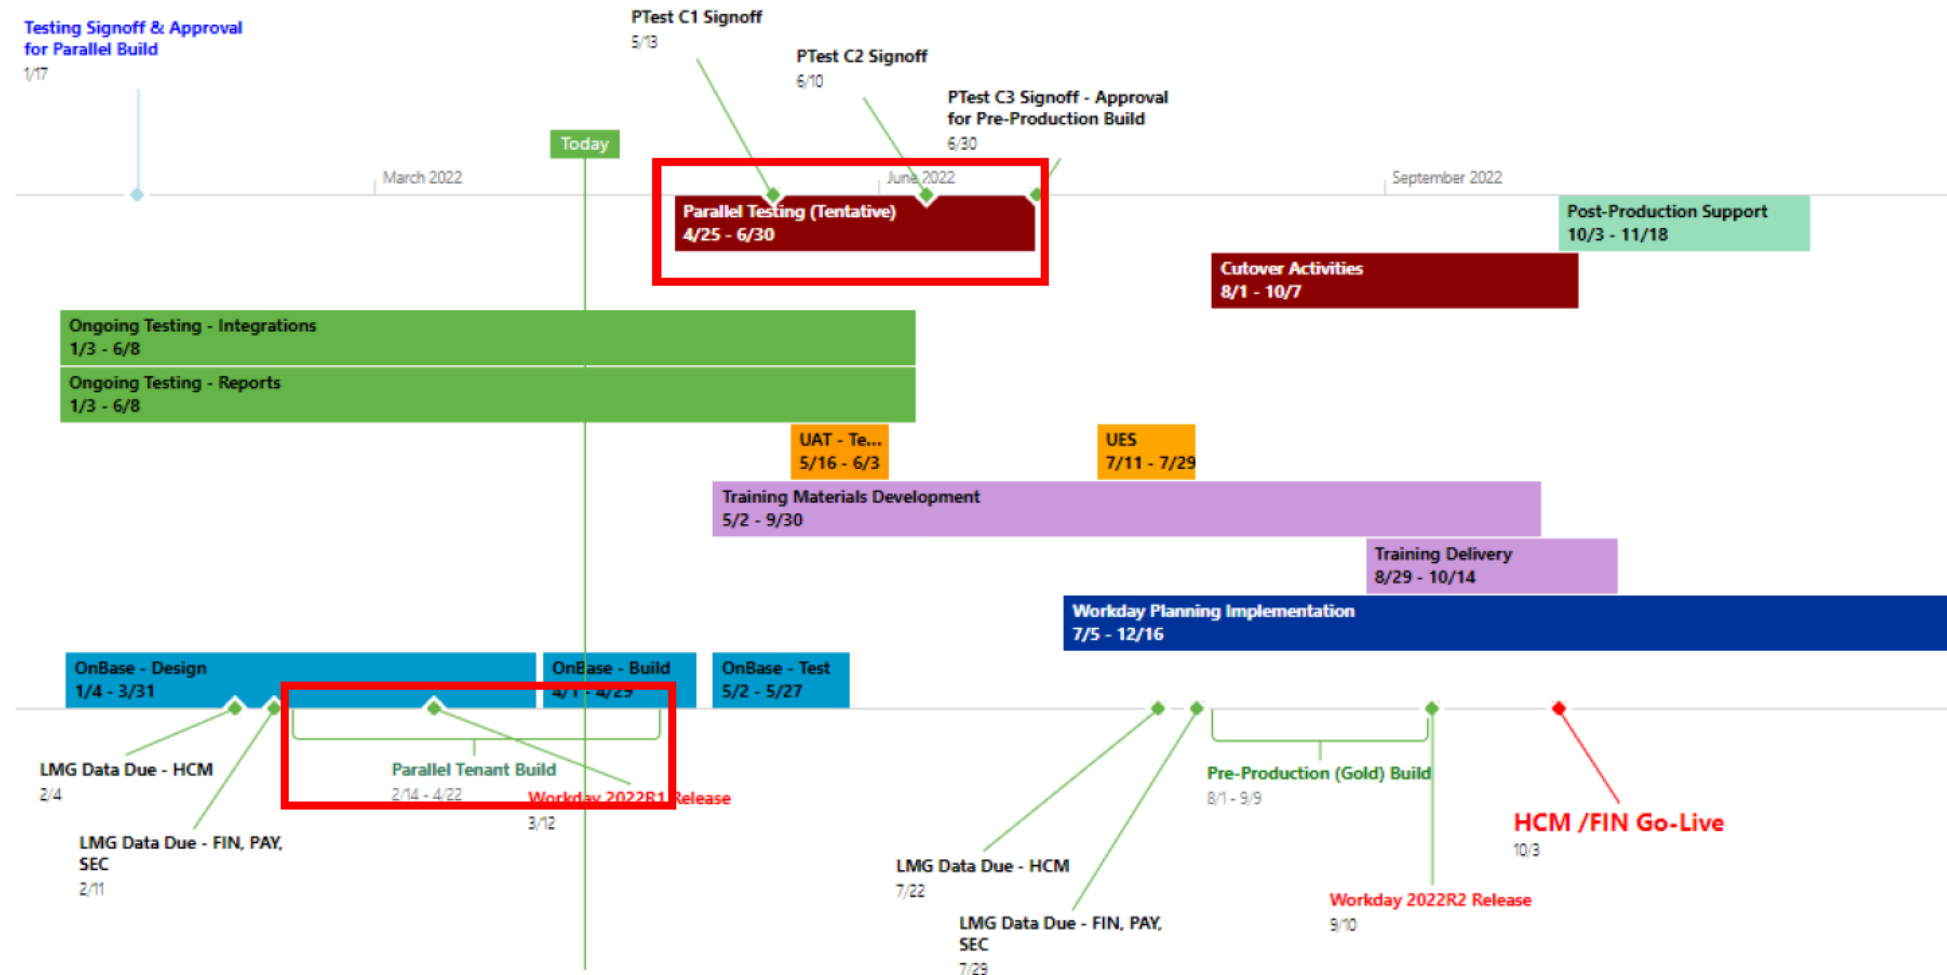 Testing Signoff & Approval
for Parallel Build
1/17
PTest C1 Signoff
5/13
PTest C2 Signoff
6/10
PTest C3 Signoff - Approval
for Pre-Production Build
6/30
Today
March 2022
June 2022
September 2022
Parallel Testing (Tentative)
4/25 - 6/30
Post-Production Support
10/3 - 11/18
Cutover Activities
8/1 - 10/7
Ongoing Testing - Integrations
1/3 - 6/8
Ongoing Testing - Reports
1/3 - 6/8
UAT - Te...
5/16 - 6/3
UES
7/11 - 7/29
Training Materials Development
5/2 - 9/30
Training Delivery
8/29 - 10/14
Workday Planning Implementation
7/5 - 12/16
OnBase - Design
1/4 - 3/31
OnBase - Build
4/1 - 4/29
OnBase - Test
5/2 - 5/27
LMG Data Due - HCM
2/4
Parallel Tenant Build
2/14 - 4/22
Workday 2022R1 Release
3/12
LMG Data Due - FIN, PAY,
SEC
2/11
Pre-Production (Gold) Build
8/1 - 9/9
HCM /FIN Go-Live
10/3
LMG Data Due - HCM
7/22
Workday 2022R2 Release
9/10
LMG Data Due - FIN, PAY,
SEC
7/29